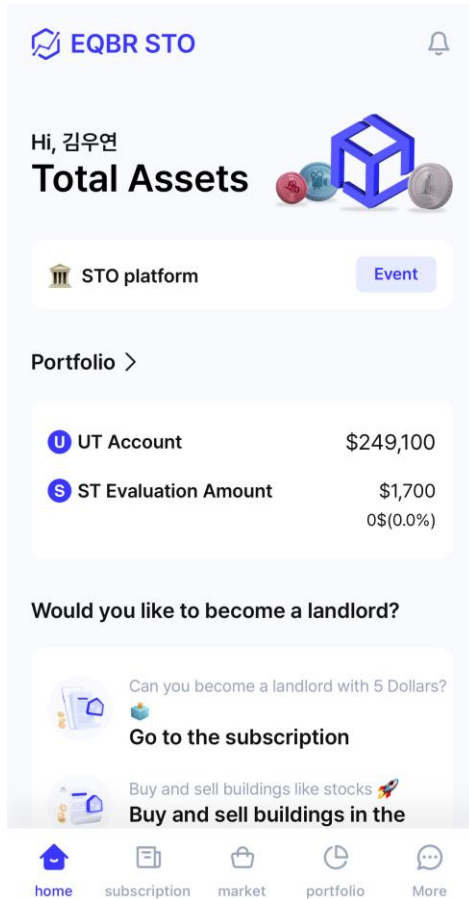 EQBR STO
Hi, 김우연
Total Assets
STO platform
Event
Portfolio >
U UT Account $249,100
S ST Evaluation Amount $1,700
0$(0.0%)
Would you like to become a landlord?
Can you become a landlord with 5 Dollars?
Go to the subscription
Buy and sell buildings like stocks 🚀
Buy and sell buildings in the
home subscription market portfolio More